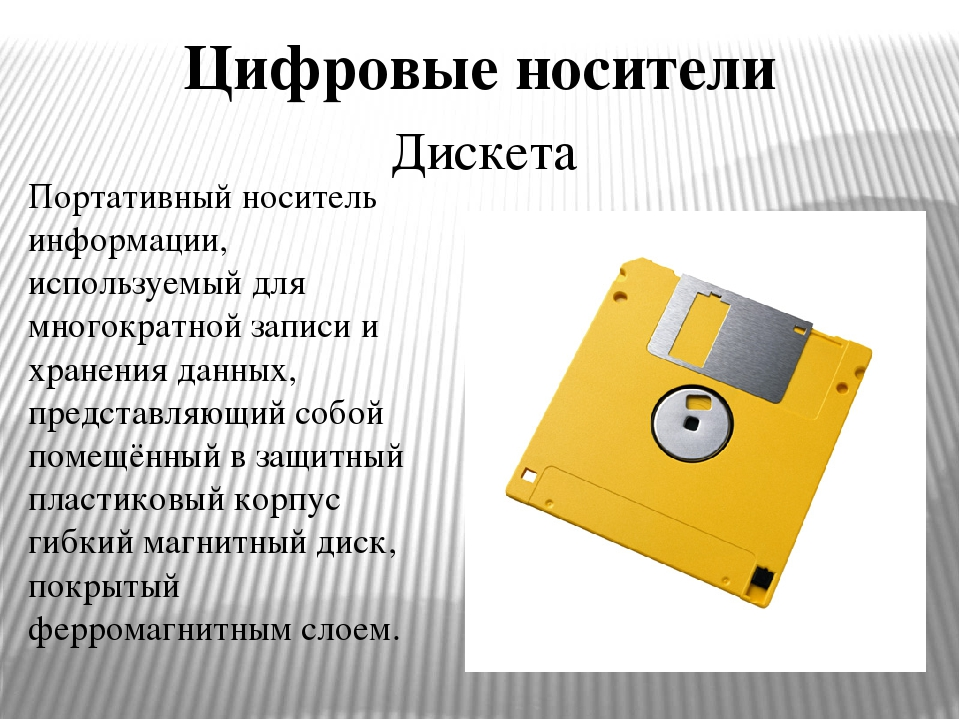 Цифровые носители
Дискета
Портативный носитель
информации,
используемый для
многократной записи и
хранения данных,
представляющий собой
помещённый в защитный
пластиковый корпус
гибкий магнитный диск,
покрытый
ферромагнитным слоем.